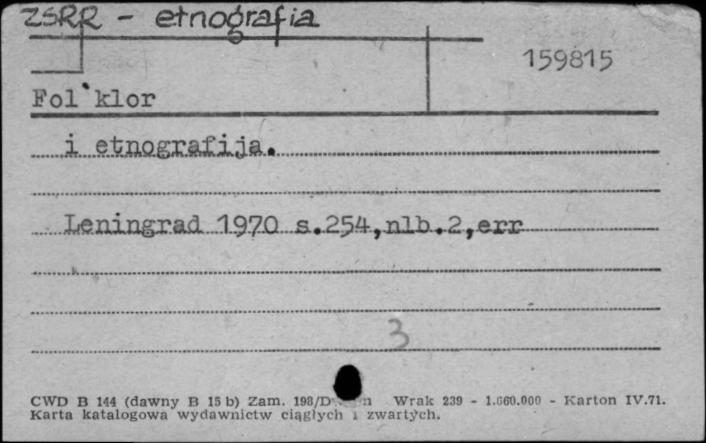 ZSRR - etnografia
159815
Fol'klor
i etnografija.
Leningrad 1970 s.254,nlb.2,err
3
CWD B 144 (dawny B 15 b) Zam. 198/D n Wrak 239 - 1.660.000 - Karton IV.71.
Karta katalogowa wydawnictw ciągłych i zwartych.